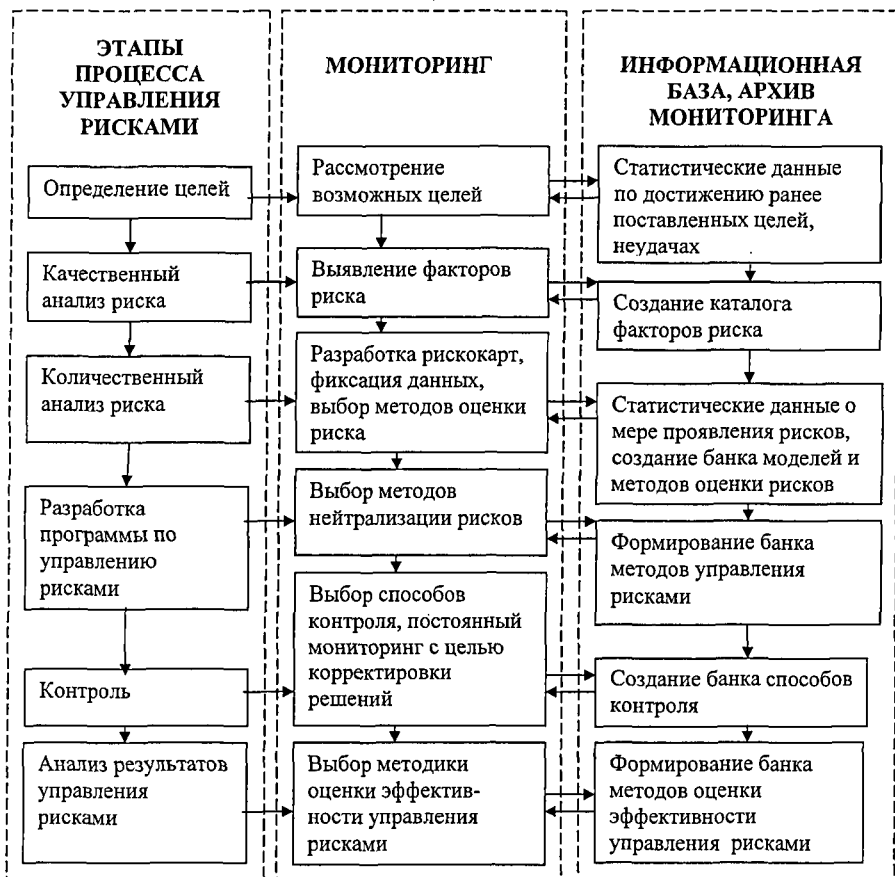 ЭТАПЫ
ПРОЦЕССА
УПРАВЛЕНИЯ
РИСКАМИ
МОНИТОРИНГ
ИНФОРМАЦИОННАЯ
БАЗА, АРХИВ
МОНИТОРИНГА
Определение целей
Рассмотрение
возможных целей
Статистические данные
по достижению ранее
поставленных целей,
неудачах
Качественный
анализ риска
Выявление факторов
риска
Создание каталога
факторов риска
Количественный
анализ риска
Разработка рискокарт,
фиксация данных,
выбор методов оценки
риска
Статистические данные о
мере проявления рисков,
создание банка моделей и
методов оценки рисков
Разработка
программы по
управлению
рисками
Выбор методов
нейтрализации рисков
Формирование банка
методов управления
рисками
Контроль
Выбор способов
контроля, постоянный
мониторинг с целью
корректировки
решений
Создание банка способов
контроля
Анализ результатов
управления
рисками
Выбор методики
оценки эффектив-
ности управления
рисками
Формирование банка
методов оценки
эффективности
управления рисками